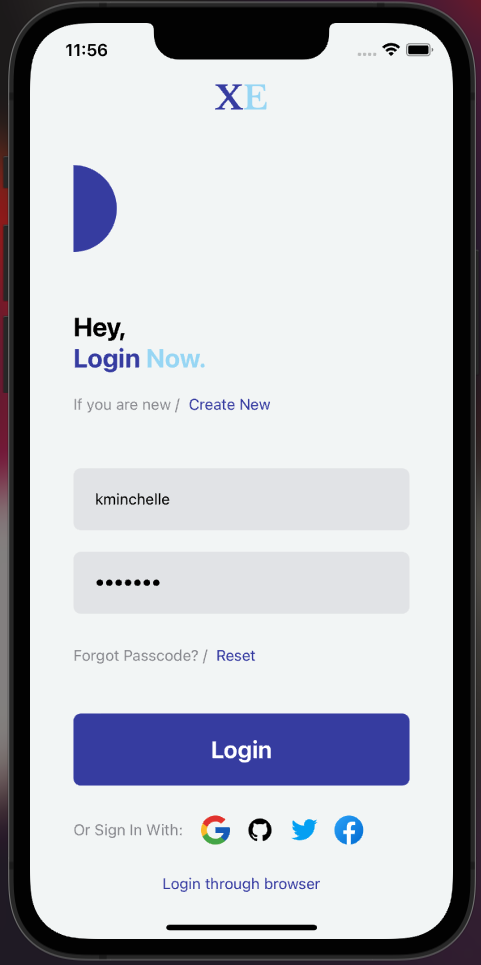 11:56
XE
Hey,
Login Now.
If you are new / Create New
kminchelle
•••••••
Forgot Passcode? / Reset
Login
Or Sign In With:
Login through browser